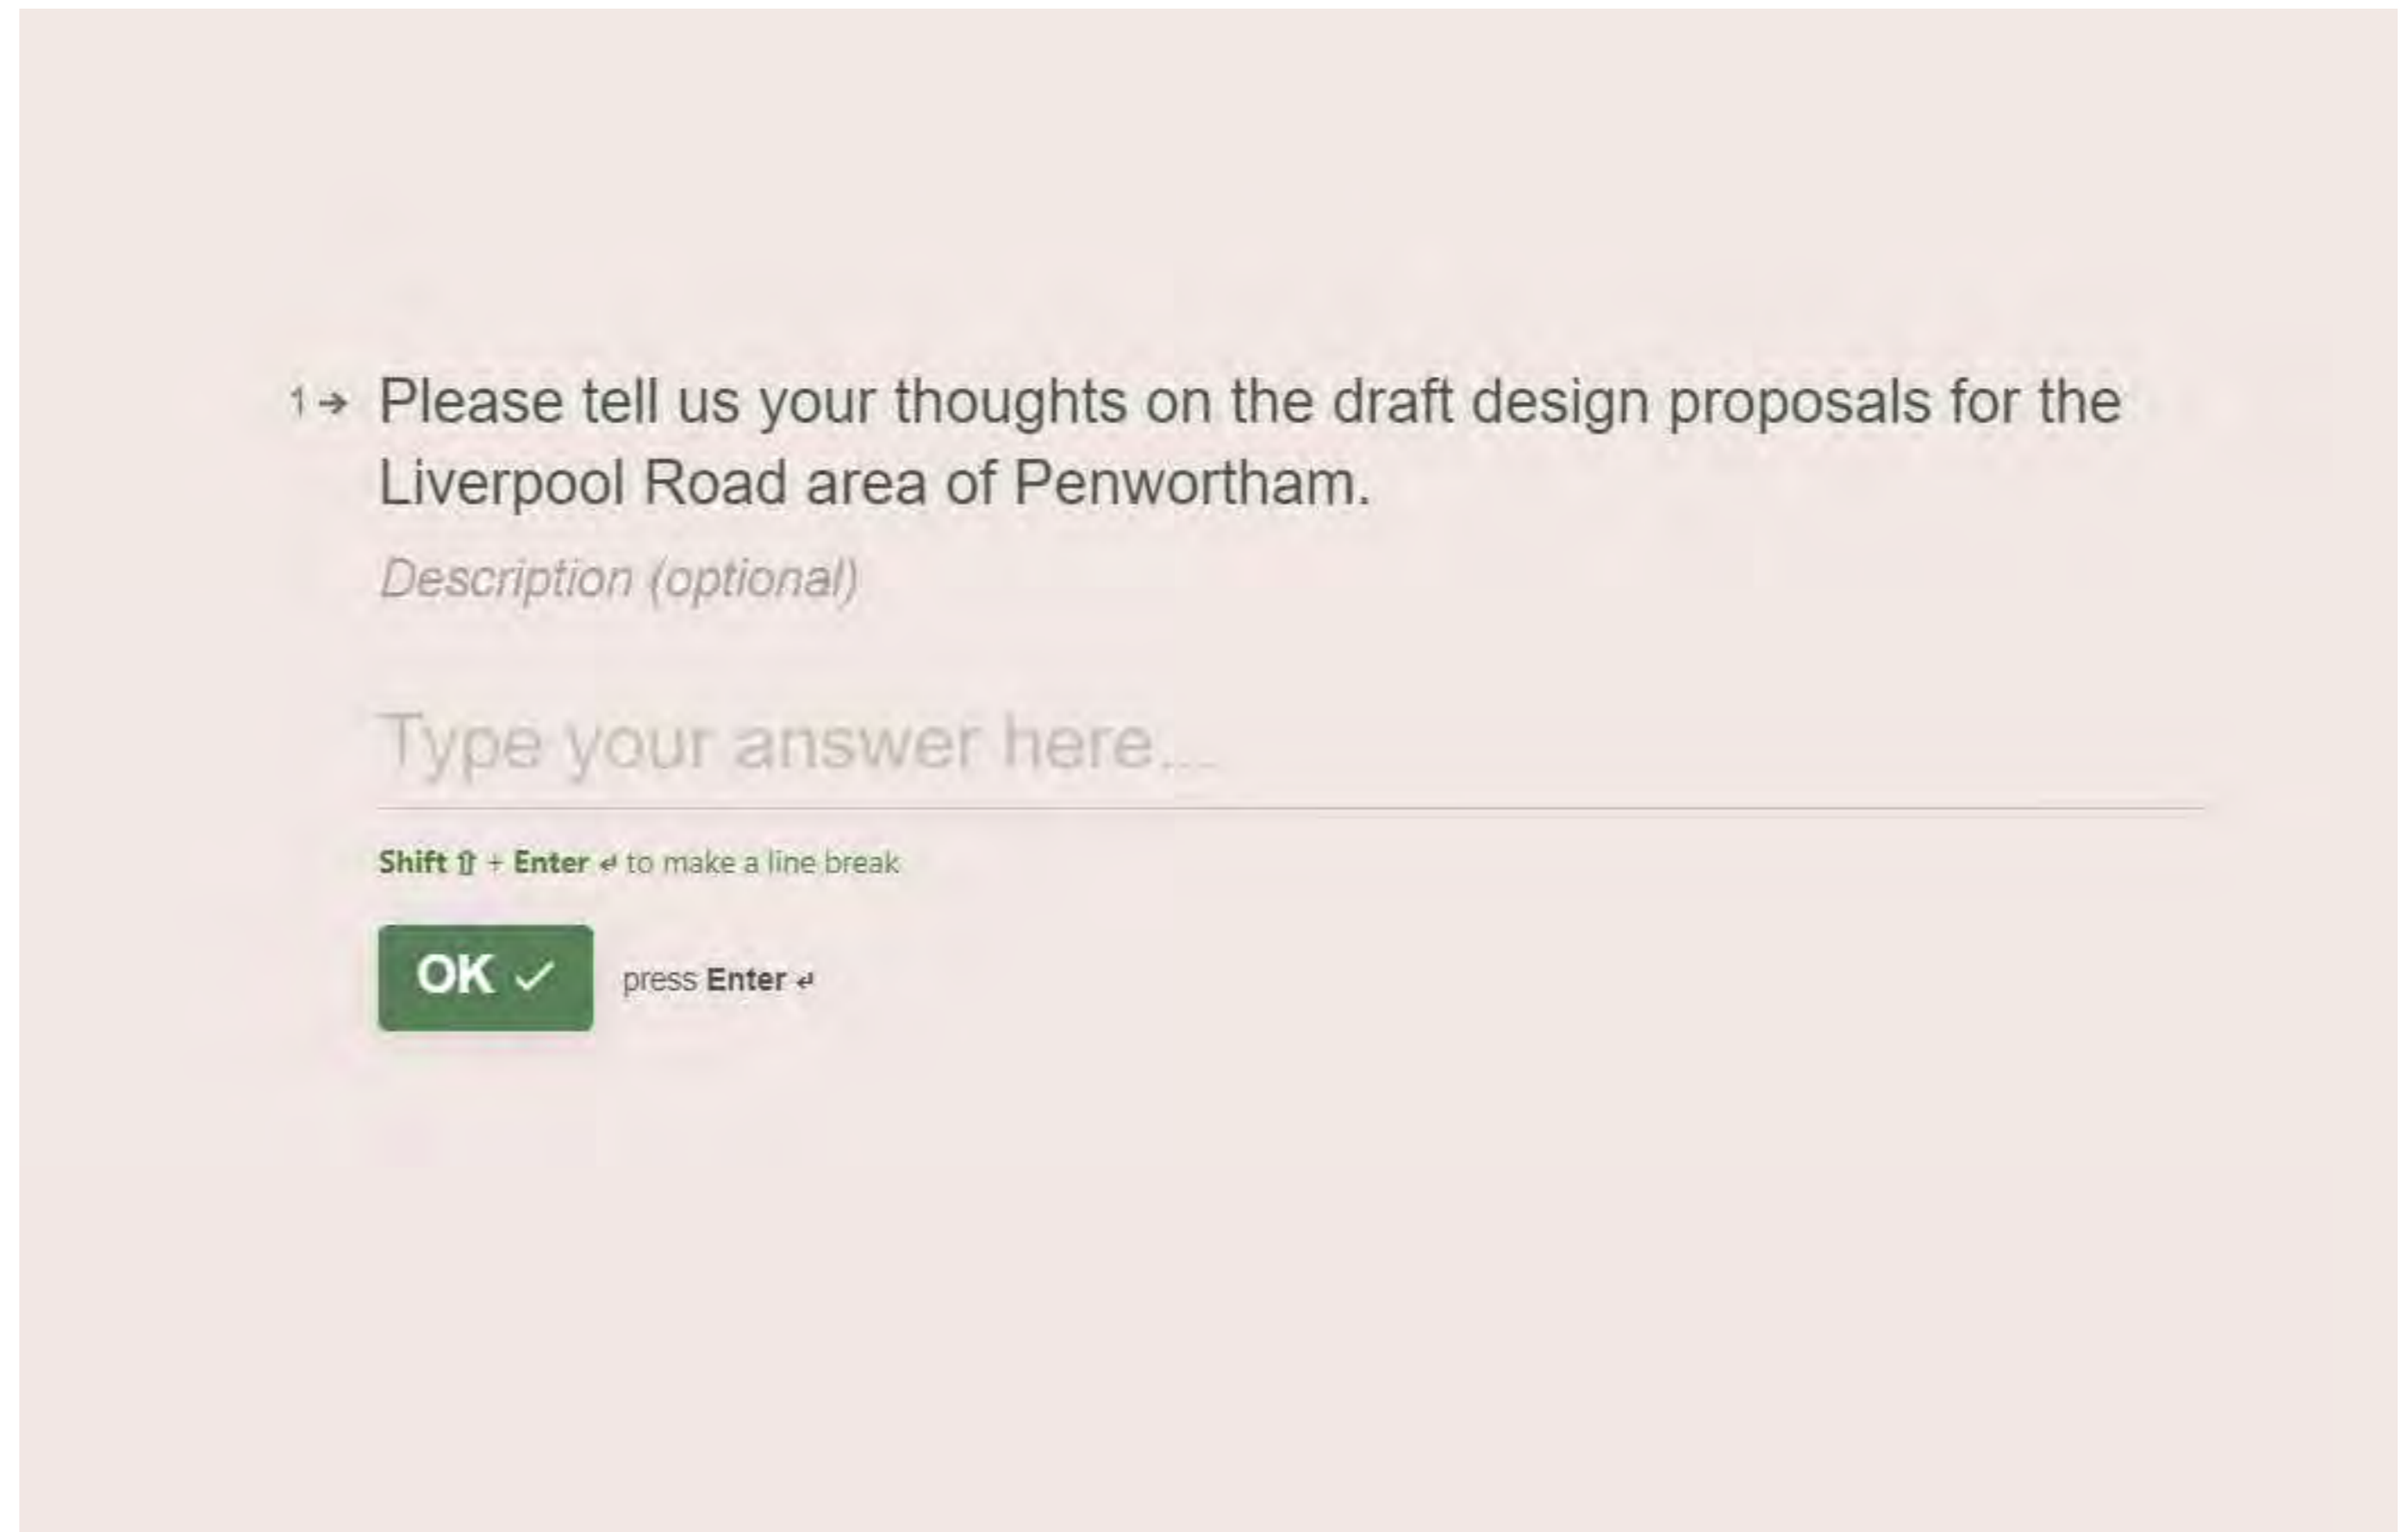 1→ Please tell us your thoughts on the draft design proposals for the
Liverpool Road area of Penwortham.
Description (optional)
Type your answer here...
Shift ⇧ + Enter ↵ to make a line break
OK ✓ press Enter ↵